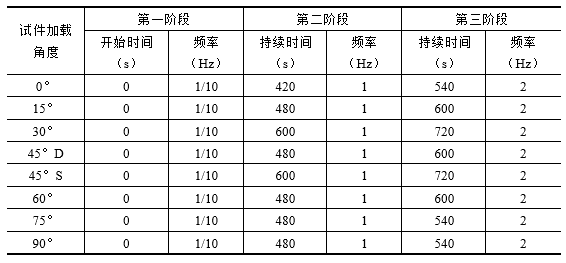 试件加载角度 第一阶段 第二阶段 第三阶段
开始时间（s） 频率（Hz） 持续时间（s） 频率（Hz） 持续时间（s） 频率（Hz）
0° 0 1/10 420 1 540 2
15° 0 1/10 480 1 600 2
30° 0 1/10 600 1 720 2
45° D 0 1/10 480 1 600 2
45° S 0 1/10 600 1 720 2
60° 0 1/10 480 1 600 2
75° 0 1/10 480 1 540 2
90° 0 1/10 480 1 540 2